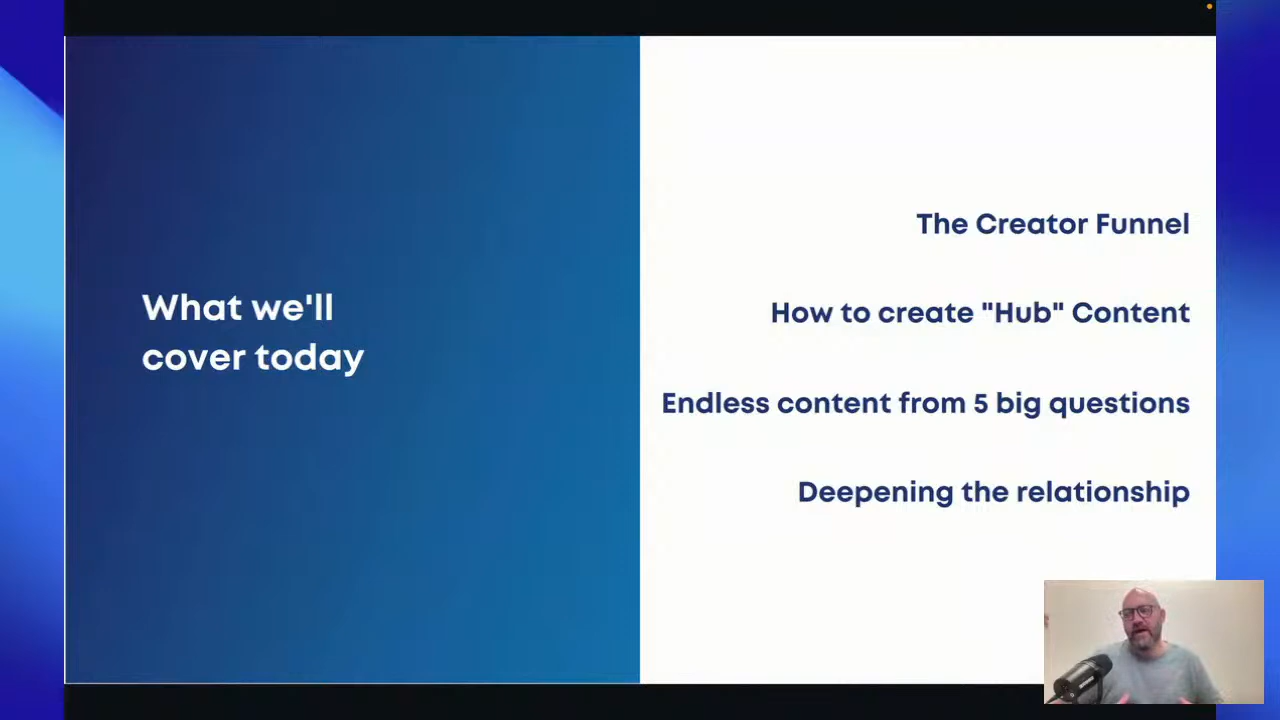 What we'll
cover today
The Creator Funnel
How to create "Hub" Content
Endless content from 5 big questions
Deepening the relationship